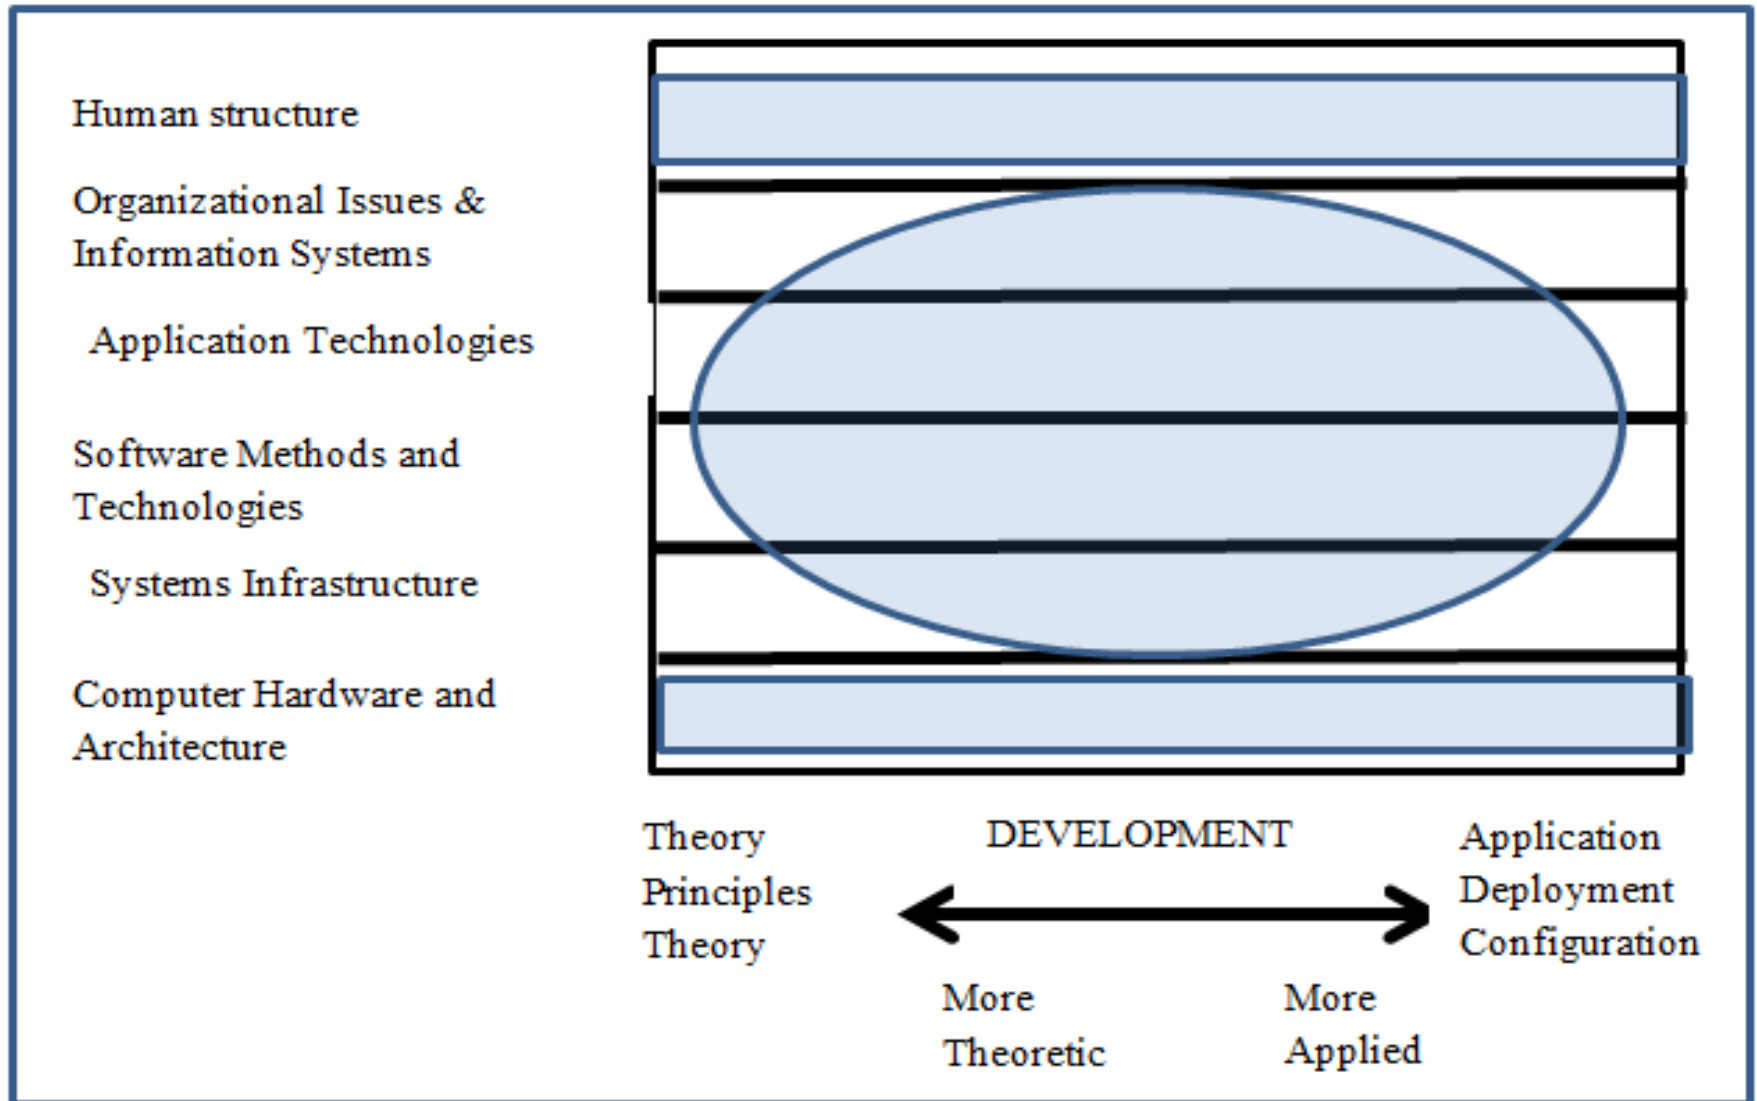 Human structure
Organizational Issues &
Information Systems
Application Technologies
Software Methods and
Technologies
Systems Infrastructure
Computer Hardware and
Architecture
Theory
Principles
Theory
DEVELOPMENT
Application
Deployment
Configuration
More
Theoretic
More
Applied